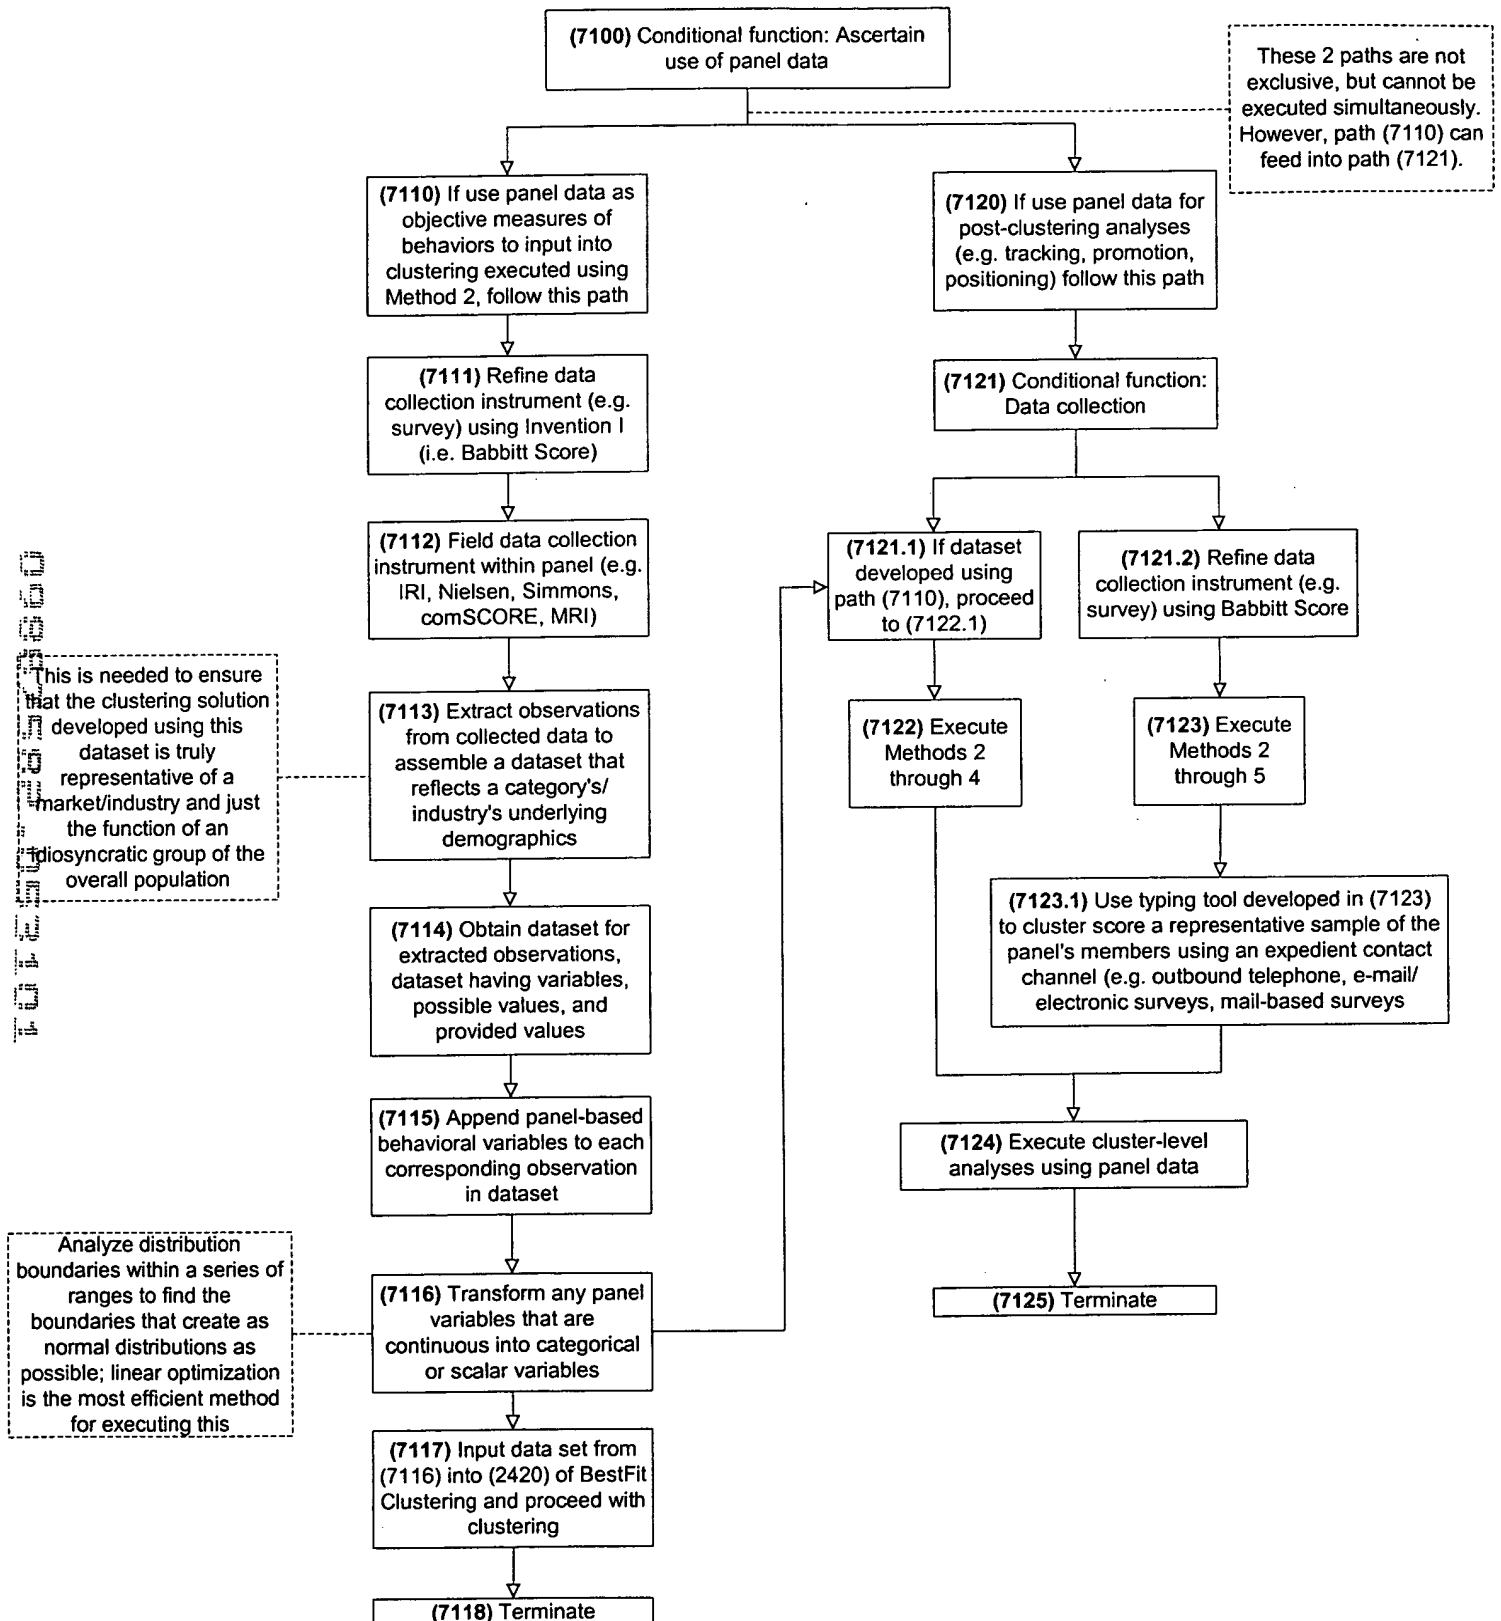 (7100) Conditional function: Ascertain
use of panel data
These 2 paths are not
exclusive, but cannot be
executed simultaneously.
However, path (7110) can
feed into path (7121).
(7110) If use panel data as
objective measures of
behaviors to input into
clustering executed using
Method 2, follow this path
(7120) If use panel data for
post-clustering analyses
(e.g. tracking, promotion,
positioning) follow this path
(7111) Refine data
collection instrument (e.g.
survey) using Invention I
(i.e. Babbitt Score)
(7121) Conditional function:
Data collection
(7112) Field data collection
instrument within panel (e.g.
IRI, Nielsen, Simmons,
comSCORE, MRI)
(7121.1) If dataset
developed using
path (7110), proceed
to (7122.1)
(7121.2) Refine data
collection instrument (e.g.
survey) using Babbitt Score
This is needed to ensure
that the clustering solution
developed using this
dataset is truly
representative of a
market/industry and just
the function of an
idiosyncratic group of the
overall population
(7113) Extract observations
from collected data to
assemble a dataset that
reflects a category's/
industry's underlying
demographics
(7122) Execute
Methods 2
through 4
(7123) Execute
Methods 2
through 5
(7123.1) Use typing tool developed in (7123)
to cluster score a representative sample of the
panel's members using an expedient contact
channel (e.g. outbound telephone, e-mail/
electronic surveys, mail-based surveys
(7114) Obtain dataset for
extracted observations,
dataset having variables,
possible values, and
provided values
(7115) Append panel-based
behavioral variables to each
corresponding observation
in dataset
(7124) Execute cluster-level
analyses using panel data
Analyze distribution
boundaries within a series of
ranges to find the
boundaries that create as
normal distributions as
possible; linear optimization
is the most efficient method
for executing this
(7116) Transform any panel
variables that are
continuous into categorical
or scalar variables
(7125) Terminate
(7117) Input data set from
(7116) into (2420) of BestFit
Clustering and proceed with
clustering
(7118) Terminate